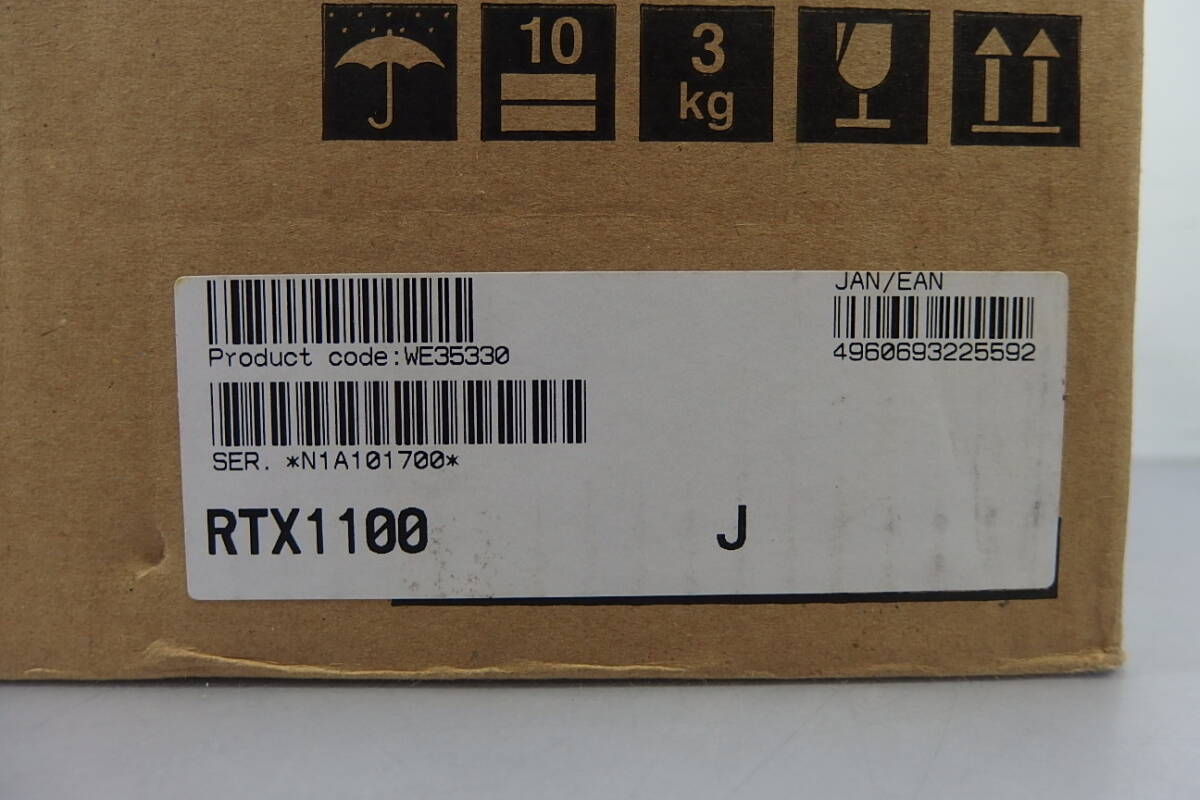 10
3
kg
JAN/EAN
Product code:WE35330
4960693225592
SER. *N1A101700*
RTX1100
J